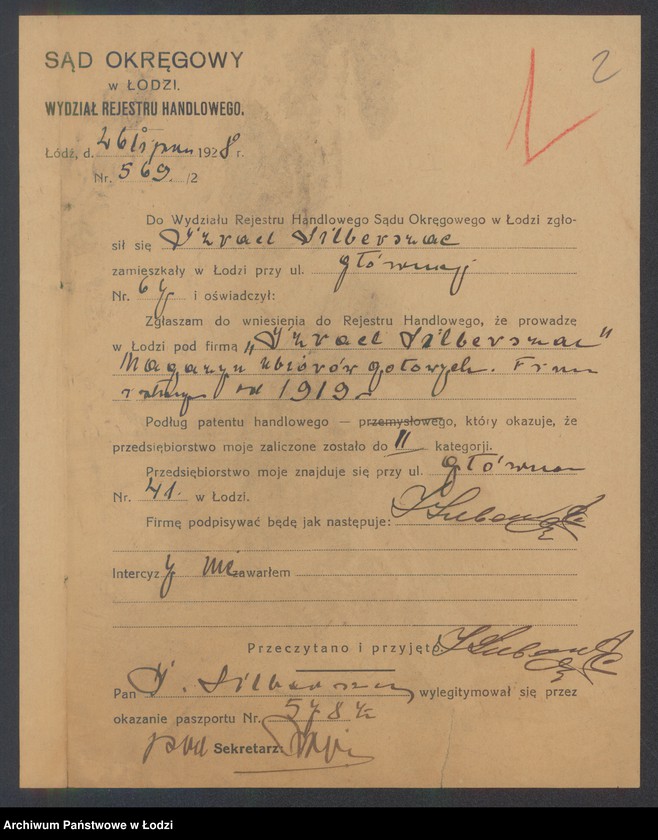 2
SĄD OKRĘGOWY
w ŁODZI.
WYDZIAŁ REJESTRU HANDLOWEGO.
Łódź, d. 26 lipca 1928 r.
Nr. 569 /2
Do Wydziału Rejestru Handlowego Sądu Okręgowego w Łodzi zgło-
sił się Izrael Silberszac
zamieszkały w Łodzi przy ul. głównej
Nr. i oświadczył:
Zgłaszam do wniesienia do Rejestru Handlowego, że prowadzę
w Łodzi pod firmą „Izrael Silberszac"
Magazyn ubiorów gotowych. Firma
istnieje od 1919 r.
Podług patentu handlowego — przemysłowego, który okazuje, że
przedsiębiorstwo moje zaliczone zostało do II kategorji.
Przedsiębiorstwo moje znajduje się przy ul. główna
Nr. 41. w Łodzi.
Firmę podpisywać będę jak następuje:
Intercyzy nie zawarłem
Przeczytano i przyjęto.
Pan I. Silberszac wylegitymował się przez
okazanie paszportu Nr.
pod Sekretarz:
Archiwum Państwowe w Łodzi